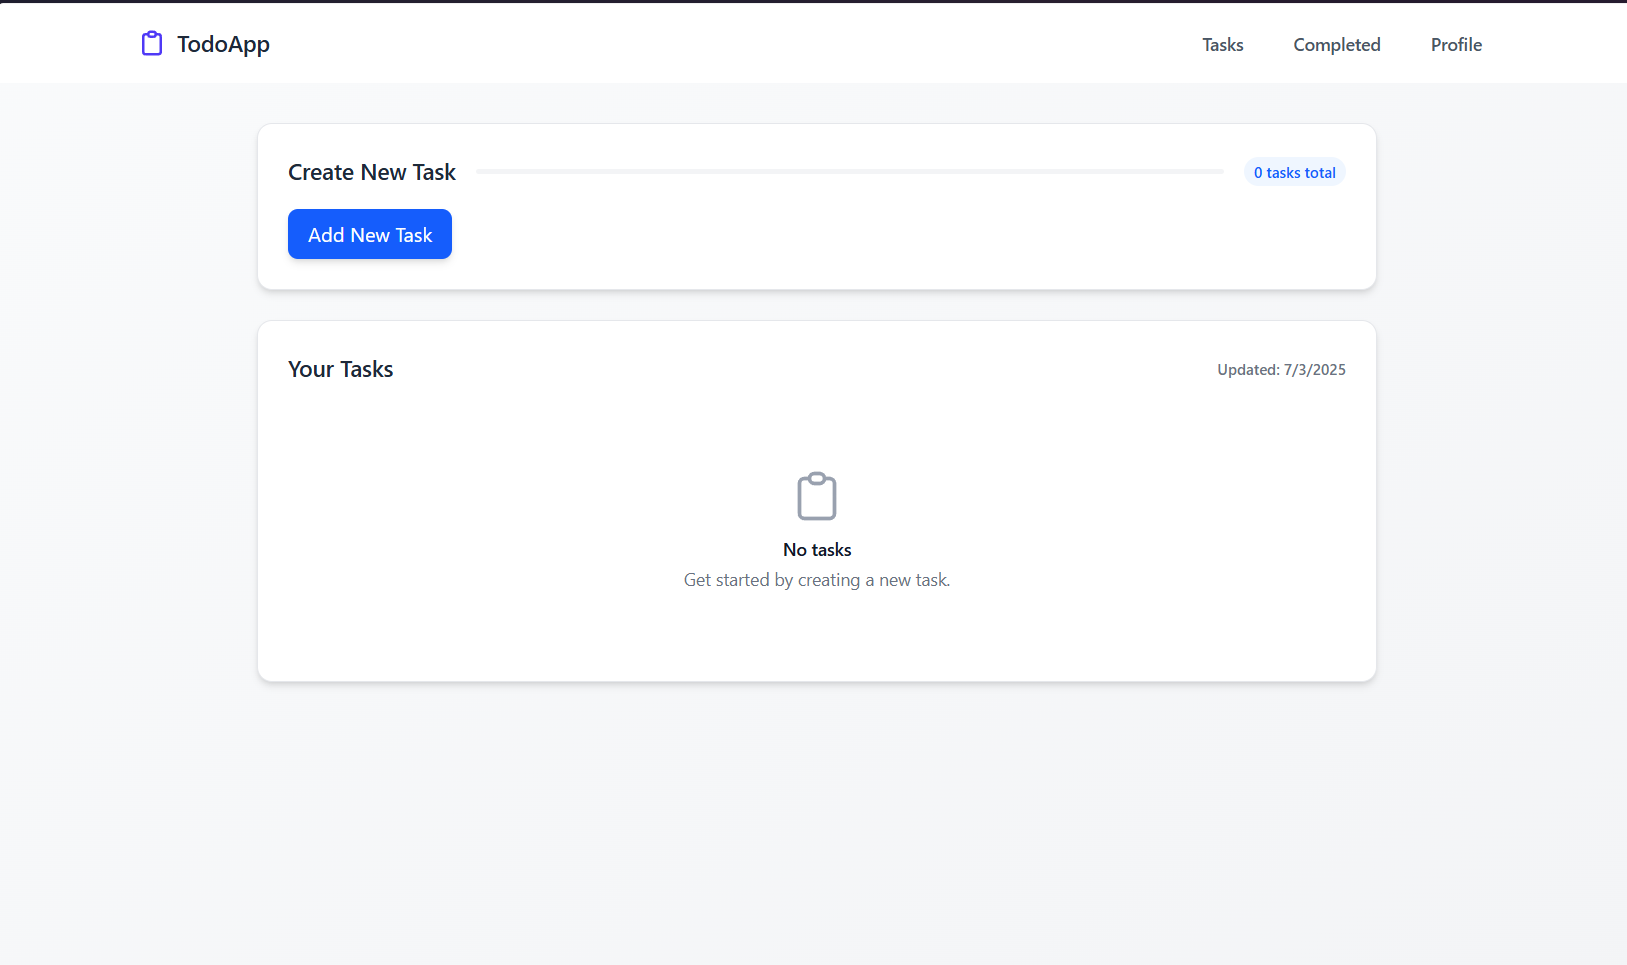 TodoApp
Tasks
Completed
Profile
Create New Task
0 tasks total
Add New Task
Your Tasks
Updated: 7/3/2025
No tasks
Get started by creating a new task.